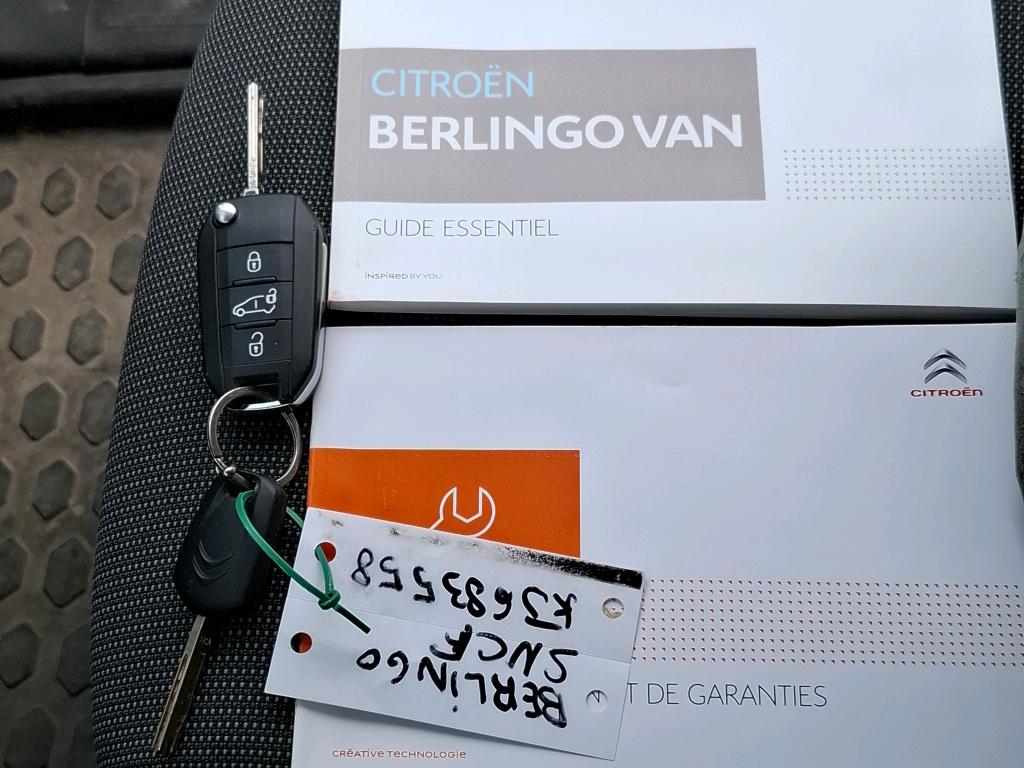 CITROËN
BERLINGO VAN
GUIDE ESSENTIEL
INSPIRED BY YOU
CITROËN
BERLINGO
SNCF
KJ683558
T DE GARANTIES
CRÉATIVE TECHNOLOGIE